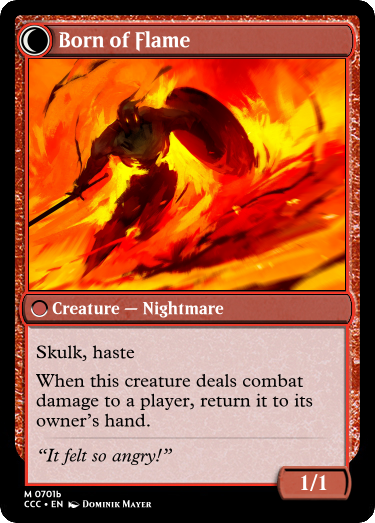 Born of Flame
Creature — Nightmare
Skulk, haste
When this creature deals combat
damage to a player, return it to its
owner's hand.
“It felt so angry!”
1/1
M 0701b
CCC • EN DOMINIK MAYER